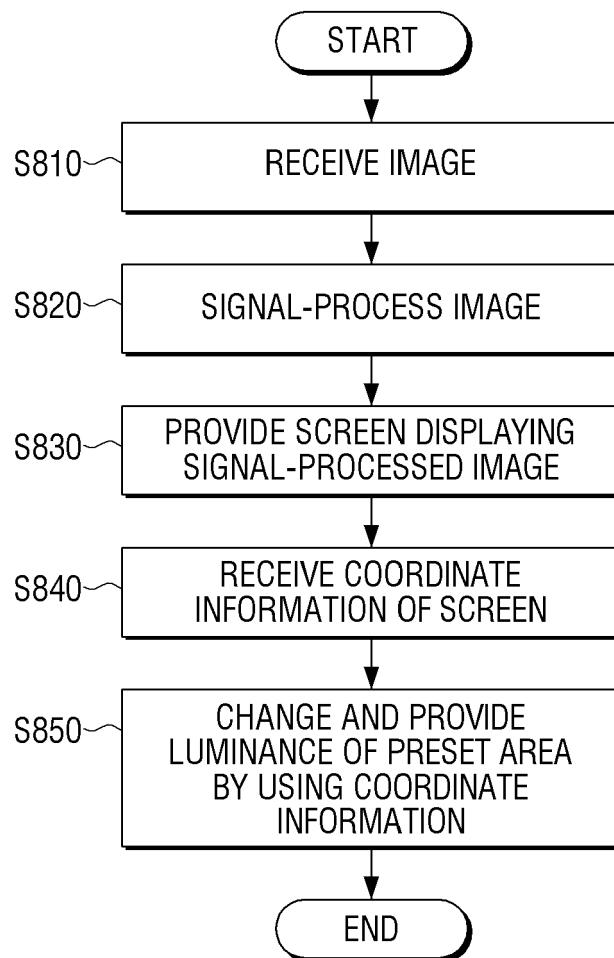 START
S810
RECEIVE IMAGE
S820
SIGNAL-PROCESS IMAGE
S830
PROVIDE SCREEN DISPLAYING
SIGNAL-PROCESSED IMAGE
S840
RECEIVE COORDINATE
INFORMATION OF SCREEN
S850
CHANGE AND PROVIDE
LUMINANCE OF PRESET AREA
BY USING COORDINATE
INFORMATION
END